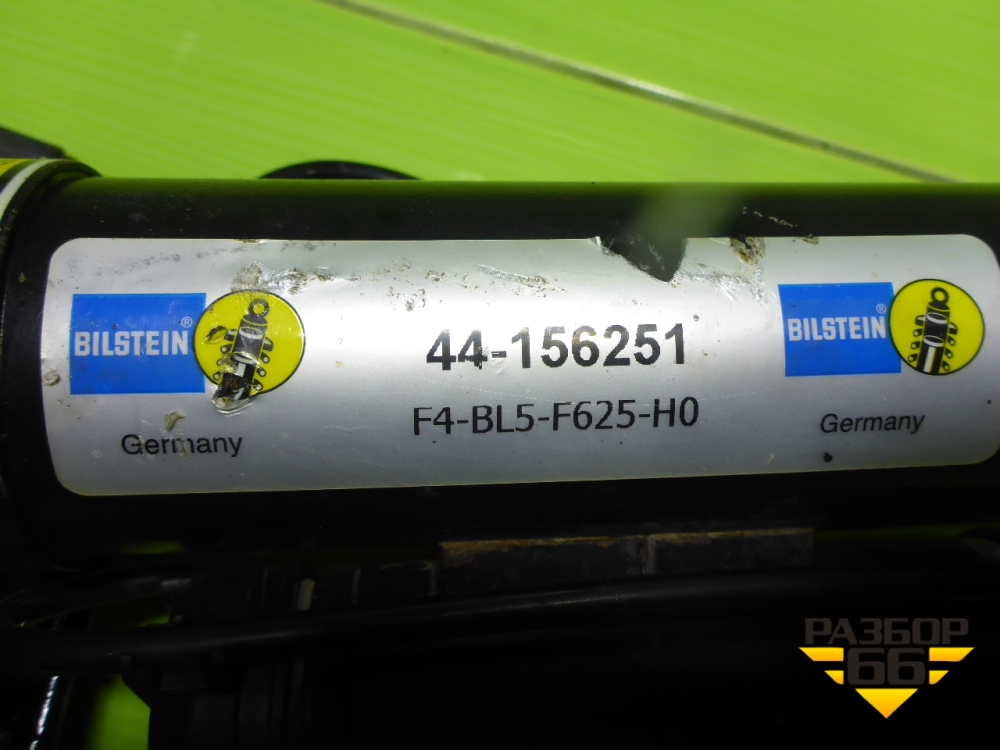 BILSTEIN®
Germany
44-156251
F4-BL5-F625-H0
BILSTEIN®
Germany
РАЗБОР
66